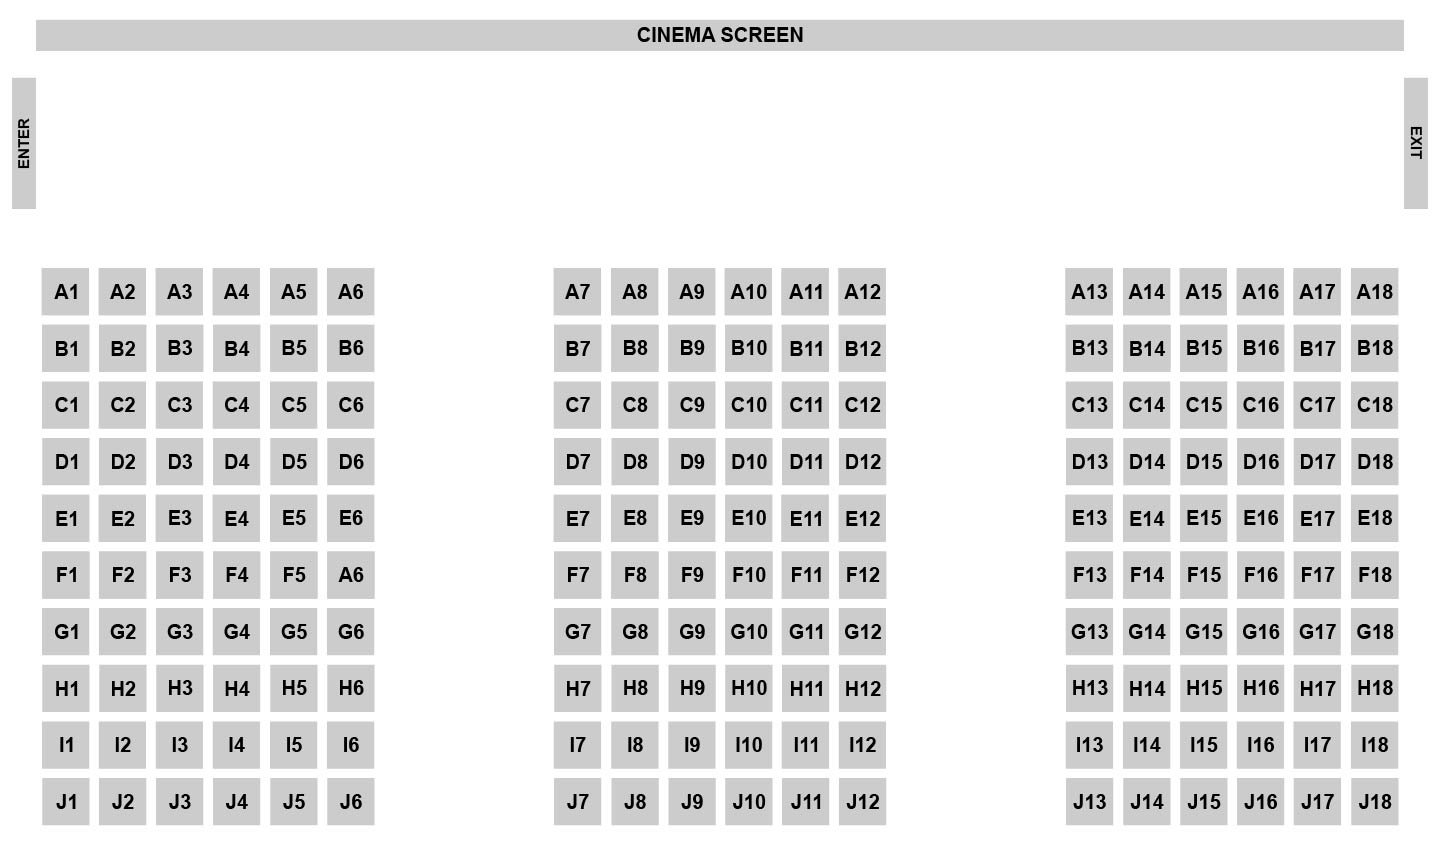 CINEMA SCREEN
ENTER
EXIT
A1 A2 A3 A4 A5 A6 A7 A8 A9 A10 A11 A12 A13 A14 A15 A16 A17 A18
B1 B2 B3 B4 B5 B6 B7 B8 B9 B10 B11 B12 B13 B14 B15 B16 B17 B18
C1 C2 C3 C4 C5 C6 C7 C8 C9 C10 C11 C12 C13 C14 C15 C16 C17 C18
D1 D2 D3 D4 D5 D6 D7 D8 D9 D10 D11 D12 D13 D14 D15 D16 D17 D18
E1 E2 E3 E4 E5 E6 E7 E8 E9 E10 E11 E12 E13 E14 E15 E16 E17 E18
F1 F2 F3 F4 F5 A6 F7 F8 F9 F10 F11 F12 F13 F14 F15 F16 F17 F18
G1 G2 G3 G4 G5 G6 G7 G8 G9 G10 G11 G12 G13 G14 G15 G16 G17 G18
H1 H2 H3 H4 H5 H6 H7 H8 H9 H10 H11 H12 H13 H14 H15 H16 H17 H18
I1 I2 I3 I4 I5 I6 I7 I8 I9 I10 I11 I12 I13 I14 I15 I16 I17 I18
J1 J2 J3 J4 J5 J6 J7 J8 J9 J10 J11 J12 J13 J14 J15 J16 J17 J18